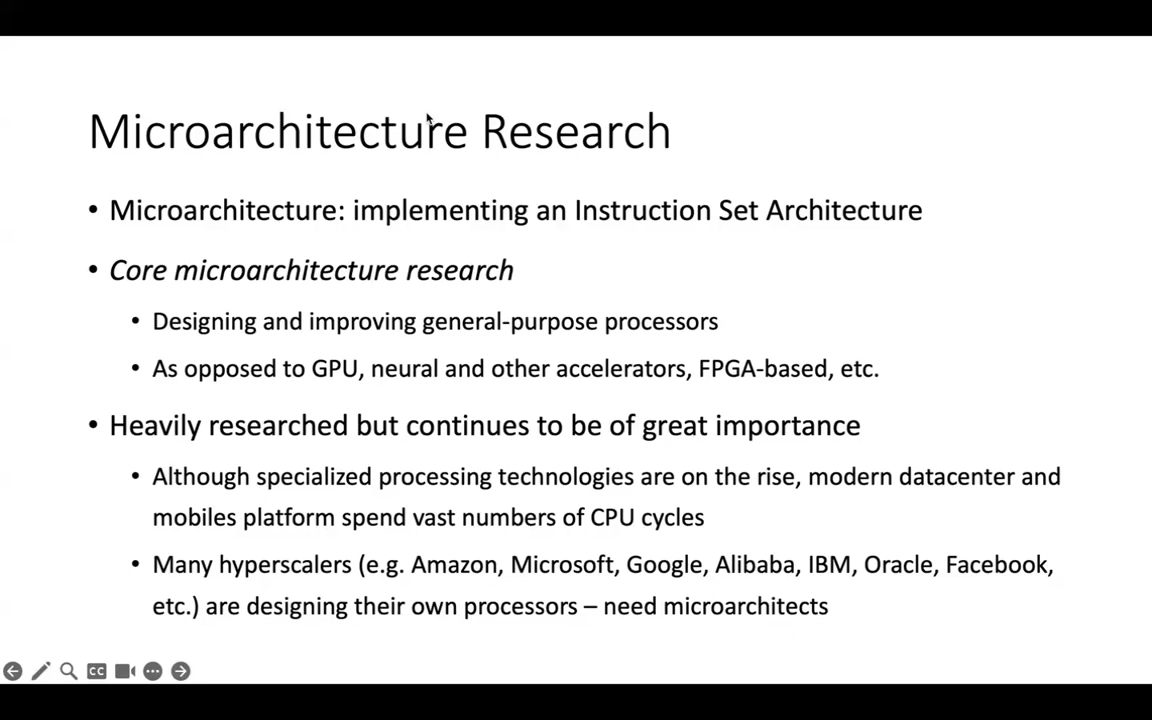 Microarchitecture Research
• Microarchitecture: implementing an Instruction Set Architecture
• Core microarchitecture research
• Designing and improving general-purpose processors
• As opposed to GPU, neural and other accelerators, FPGA-based, etc.
• Heavily researched but continues to be of great importance
• Although specialized processing technologies are on the rise, modern datacenter and
mobiles platform spend vast numbers of CPU cycles
• Many hyperscalers (e.g. Amazon, Microsoft, Google, Alibaba, IBM, Oracle, Facebook,
etc.) are designing their own processors – need microarchitects
CC